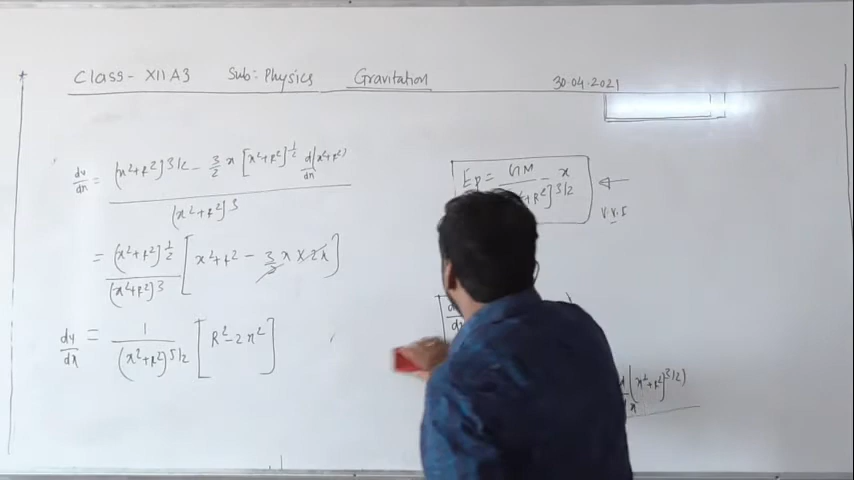 Class- XII A3 Sub: Physics Gravitation 30.04.2021
dy/dx = ([x²+R²]^3/2 - 3/2 x [x²+R²]^1/2 d/dx (x²+R²)) / (x²+R²)^3
= (x²+R²)^1/2 / (x²+R²)^3 [x²+R² - 3/2 x × 2x]
dy/dx = 1 / (x²+R²)^5/2 [R²-2x²]
Ep = GM x
+R²]^3/2
V.V.I
(x²+R²)^3/2)